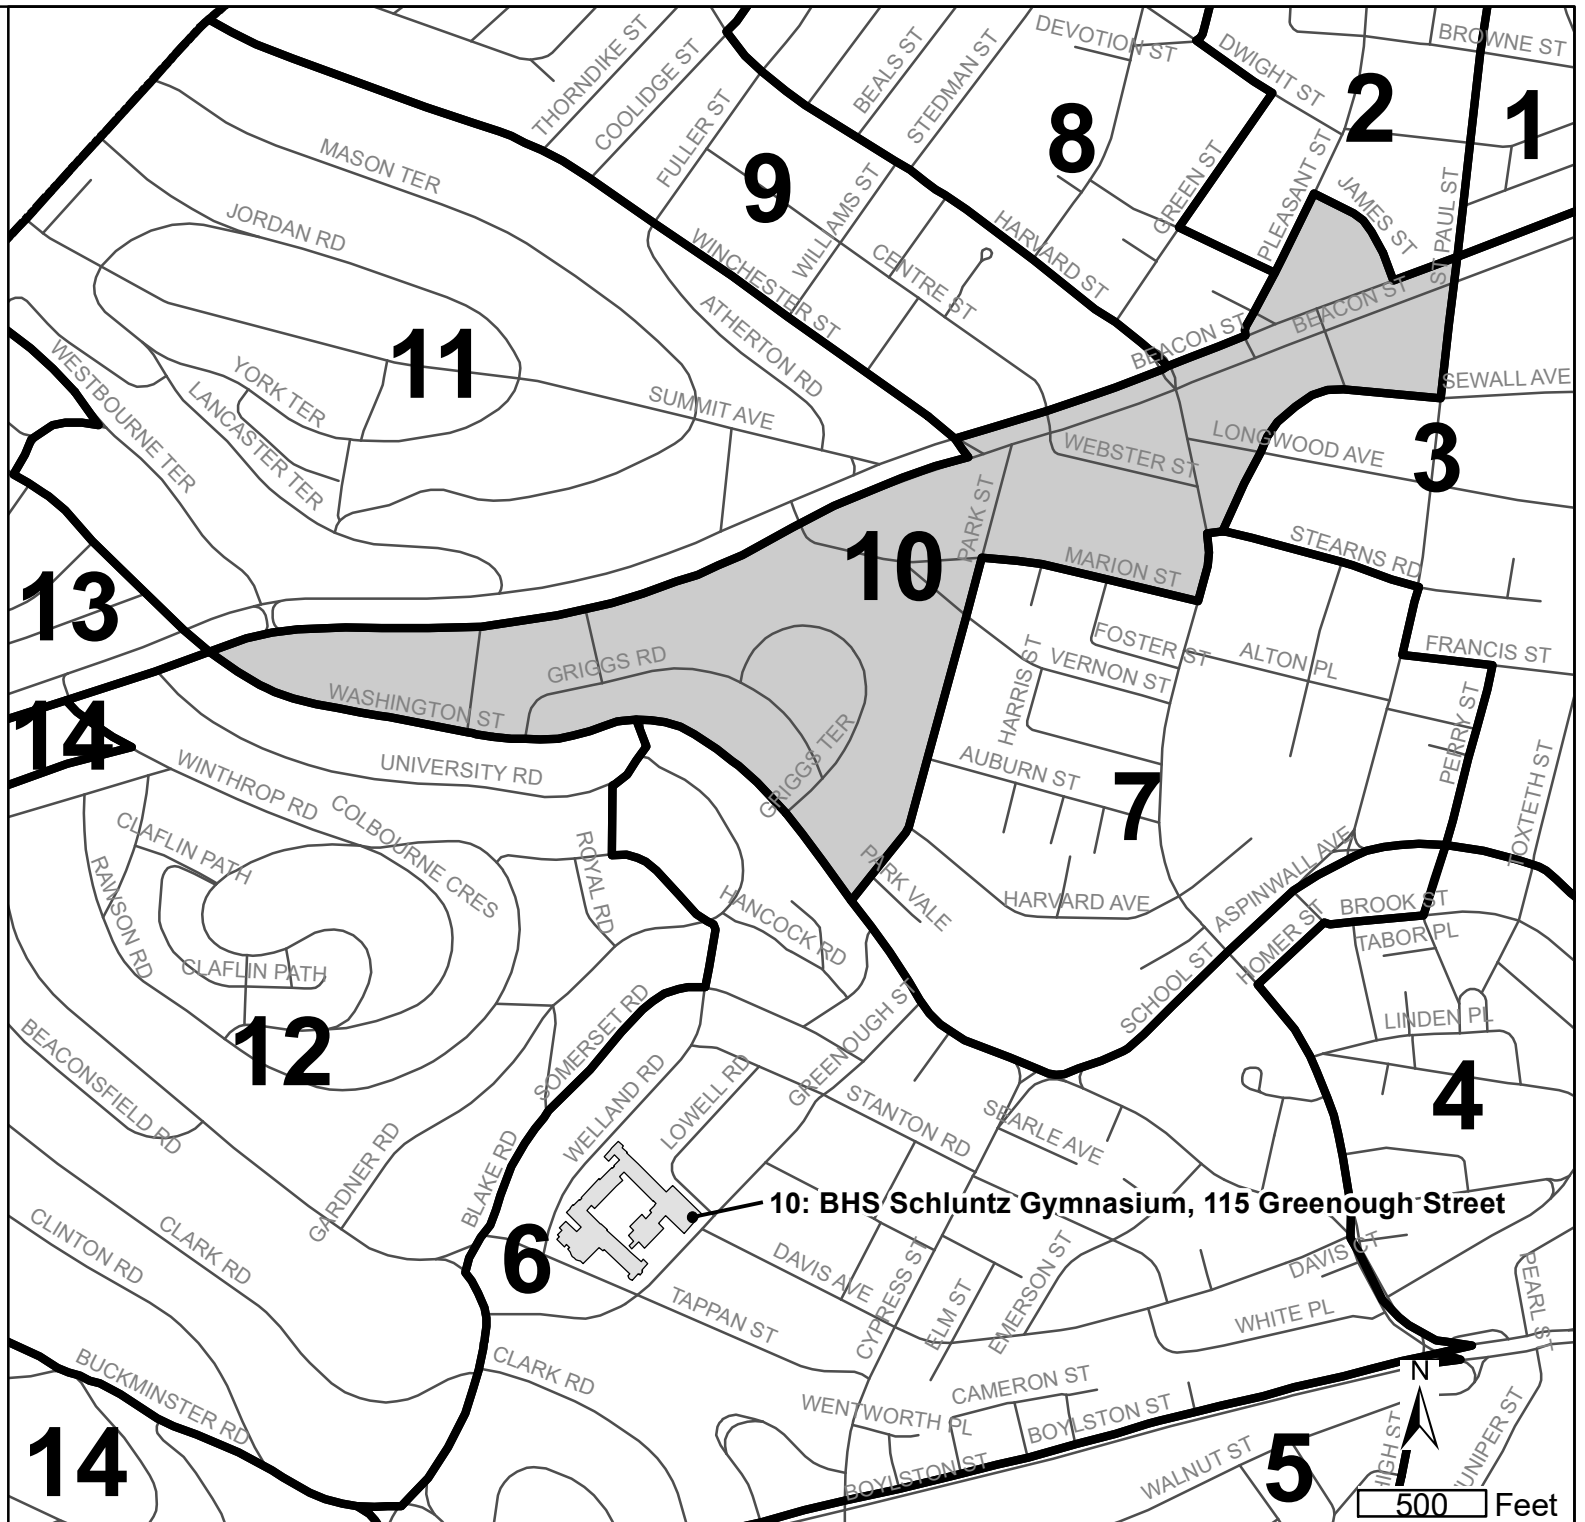 THORNDIKE ST
COOLIDGE ST
FULLER ST
BEALS ST
STEDMAN ST
DEVOTION ST
DWIGHT ST
BROWNE ST
2
1
8
9
MASON TER
JORDAN RD
WILLIAMS ST
GREEN ST
PLEASANT ST
JAMES ST
ST PAUL ST
HARVARD ST
CENTRE ST
WINCHESTER ST
ATHERTON RD
BEACON ST
BEACON ST
SEWALL AVE
11
WESTBOURNE TER
YORK TER
LANCASTER TER
SUMMIT AVE
WEBSTER ST
LONGWOOD AVE
3
PARK ST
10
MARION ST
STEARNS RD
13
GRIGGS RD
WASHINGTON ST
HARRIS ST
FOSTER ST
VERNON ST
ALTON PL
FRANCIS ST
14
WINTHROP RD
UNIVERSITY RD
GRIGGS TER
AUBURN ST
7
PERRY ST
TOXTETH ST
CLAFLIN PATH
COLBOURNE CRES
ROYAL RD
RAWSON RD
PARK VALE
HARVARD AVE
ASPINWALL AVE
HANCOCK RD
BROOK ST
HOMER ST
TABOR PL
CLAFLIN PATH
SCHOOL ST
LINDEN PL
12
BEACONSFIELD RD
SOMERSET RD
GREENOUGH ST
WELLAND RD
LOWELL RD
STANTON RD
SEARLE AVE
4
GARDNER RD
BLAKE RD
10: BHS Schluntz Gymnasium, 115 Greenough Street
CLINTON RD
CLARK RD
6
DAVIS AVE
CYPRESS ST
ELM ST
EMERSON ST
DAVIS CT
PEARL ST
TAPPAN ST
WHITE PL
BUCKMINSTER RD
CLARK RD
WENTWORTH PL
CAMERON ST
BOYLSTON ST
N
14
BOYLSTON ST
WALNUT ST
5
HIGH ST
JUNIPER ST
500 Feet